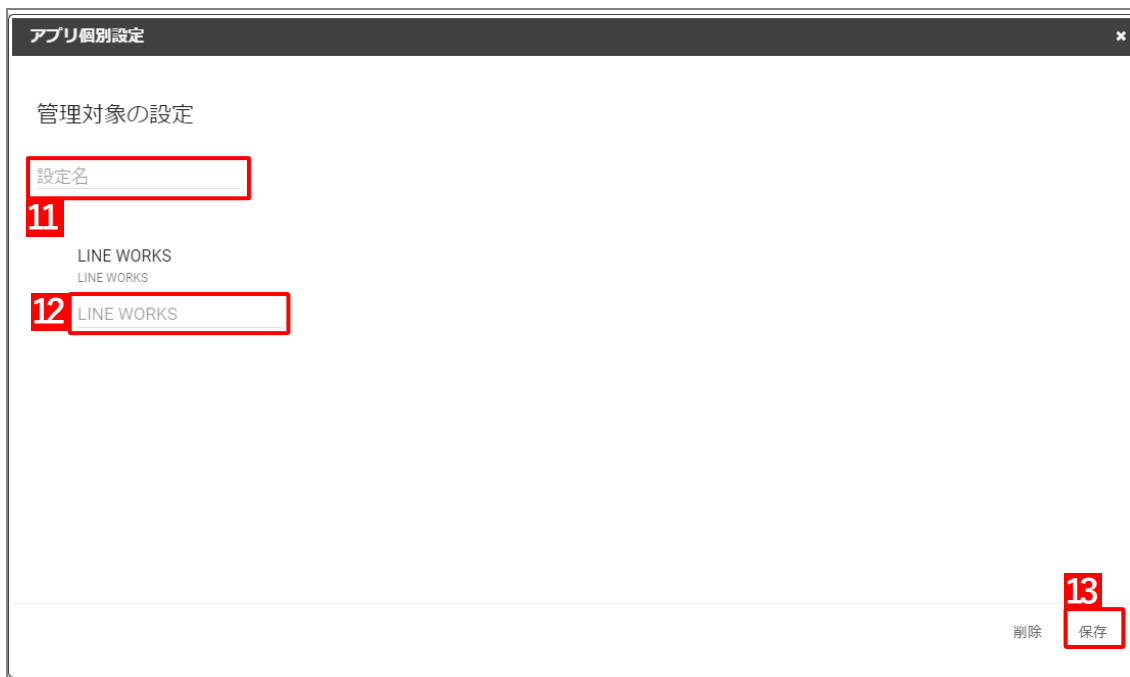 アプリ個別設定 ×
管理対象の設定
設定名
11
LINE WORKS
LINE WORKS
12 LINE WORKS
13
削除 保存